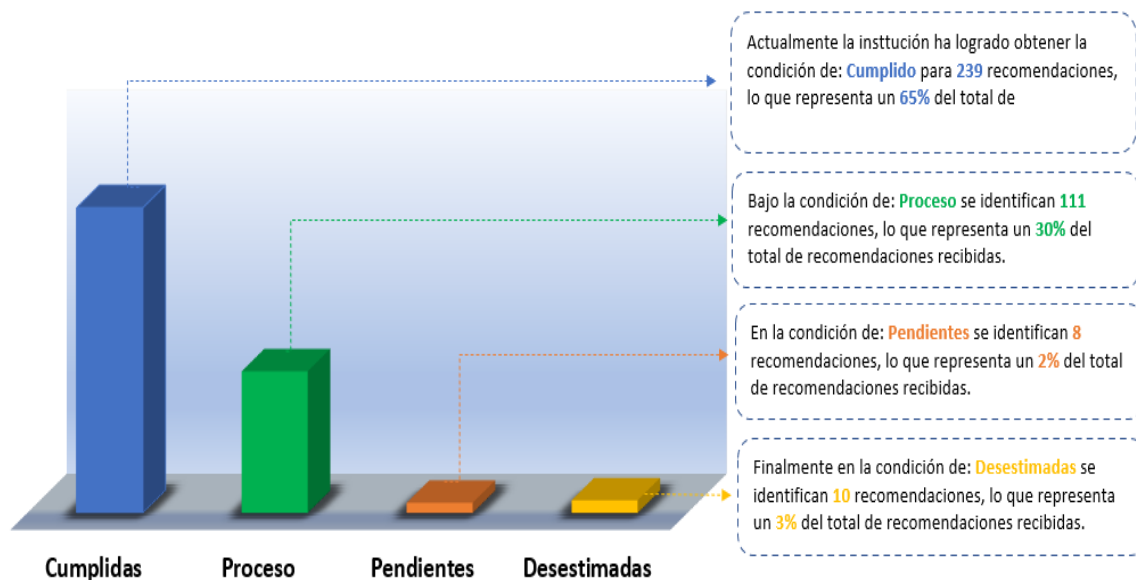 Actualmente la insttución ha logrado obtener la
condición de: Cumplido para 239 recomendaciones,
lo que representa un 65% del total de
Bajo la condición de: Proceso se identifican 111
recomendaciones, lo que representa un 30% del
total de recomendaciones recibidas.
En la condición de: Pendientes se identifican 8
recomendaciones, lo que representa un 2% del total
de recomendaciones recibidas.
Finalmente en la condición de: Desestimadas se
identifican 10 recomendaciones, lo que representa
un 3% del total de recomendaciones recibidas.
Cumplidas Proceso Pendientes Desestimadas